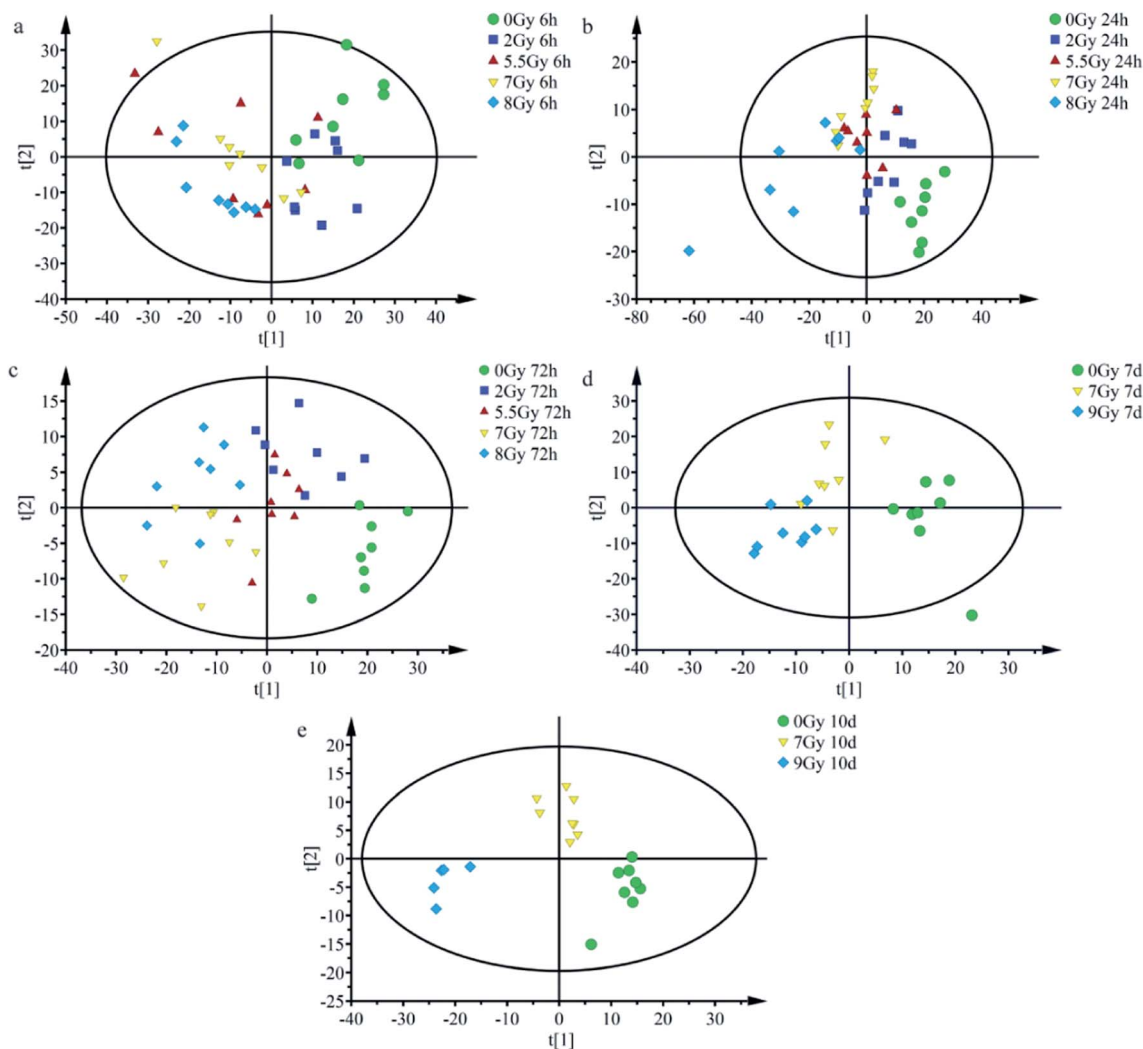 a
0Gy 6h
2Gy 6h
5.5Gy 6h
7Gy 6h
8Gy 6h
30
20
10
0
-10
-20
-30
-40
-50 -40 -30 -20 -10 0 10 20 30 40
t[2]
t[1]
b
0Gy 24h
2Gy 24h
5.5Gy 24h
7Gy 24h
8Gy 24h
30
20
10
0
-10
-20
-30
-80 -60 -40 -20 0 20 40
t[2]
t[1]
c
0Gy 72h
2Gy 72h
5.5Gy 72h
7Gy 72h
8Gy 72h
15
10
5
0
-5
-10
-15
-20
-40 -30 -20 -10 0 10 20 30
t[2]
t[1]
d
0Gy 7d
7Gy 7d
9Gy 7d
30
20
10
0
-10
-20
-30
-40
-40 -30 -20 -10 0 10 20 30
t[2]
t[1]
e
0Gy 10d
7Gy 10d
9Gy 10d
20
15
10
5
0
-5
-10
-15
-20
-25
-40 -30 -20 -10 0 10 20 30
t[2]
t[1]